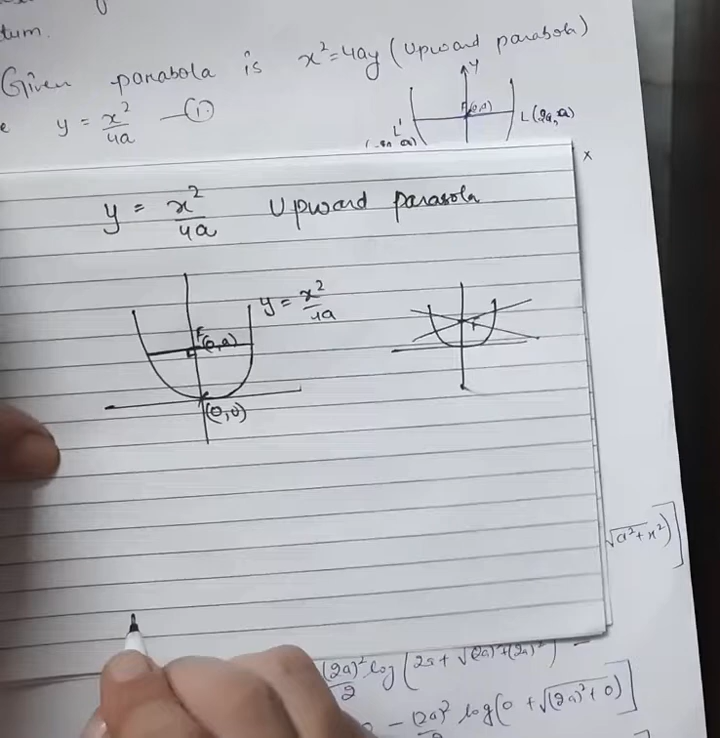 tum.
Given parabola is x²=4ay (Upward parabola)
y = x²/4a —①
Y
L (2a, a)
L'
x
y = x²/4a Upward parabola
y = x²/4a
F
(0,a)
(0,0)
F
√a²+x²)]
(2a)²/2 log(2a+√(2a)²+(2a)²) -
- (2a)²/2 log(0+√(2a)²+0)]